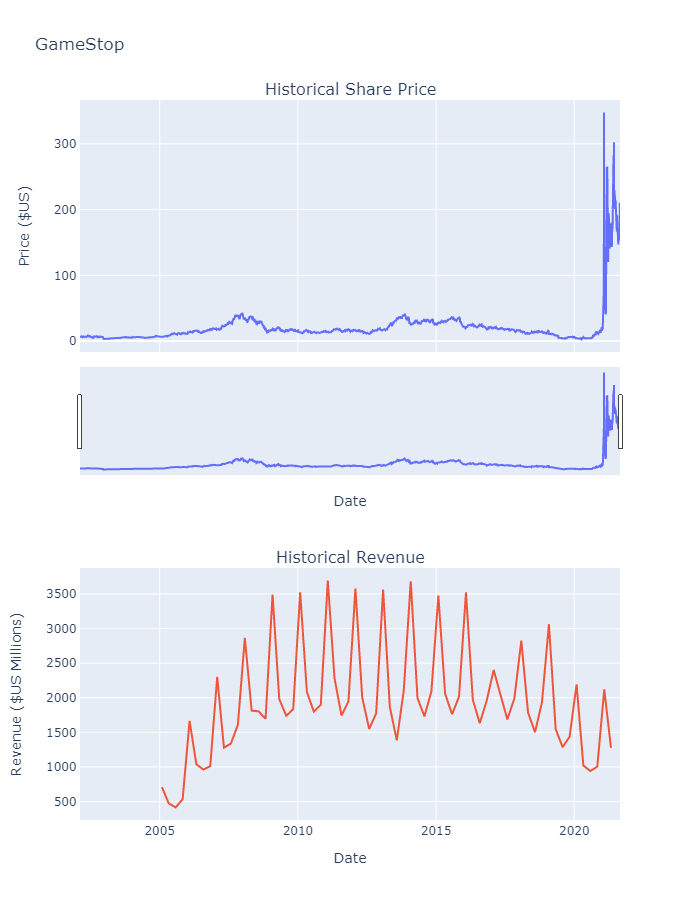 GameStop
Historical Share Price
Price ($US)
300
200
100
0
Date
Historical Revenue
Revenue ($US Millions)
3500
3000
2500
2000
1500
1000
500
2005 2010 2015 2020
Date